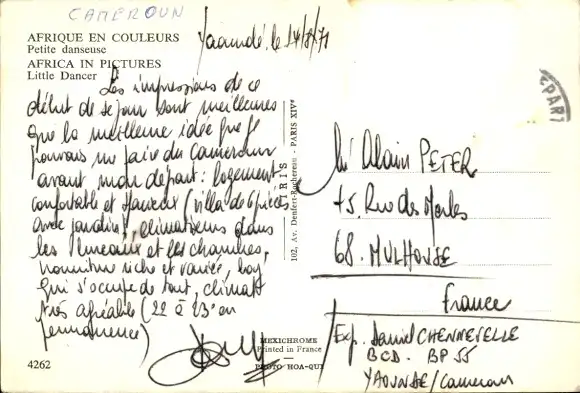 CAMEROUN
AFRIQUE EN COULEURS
Petite danseuse
AFRICA IN PICTURES
Little Dancer
Yaoundé, le 14/8/71
Les impressions de ce
début de séjour sont meilleures
que la meilleure idée que je
pouvais me faire du Cameroun
avant mon départ : logement
confortable et spacieux (villa de 6 pièces
avec jardin), climatiseurs dans
les bureaux et les chambres,
nourriture riche et variée, boy
qui s'occupe de tout, climat
très agréable (22 à 23° en
permanence)
4262
IRIS
102, Av. Denfert-Rochereau - PARIS XIVe
MEXICHROME
Printed in France
PHOTO HOA-QUI
PART
Alain PETER
Rue des
68. MULHOUSE
France
Exp. Daniel CHENNEVELLE
BCD. BP 55
YAOUNDE/Cameroun